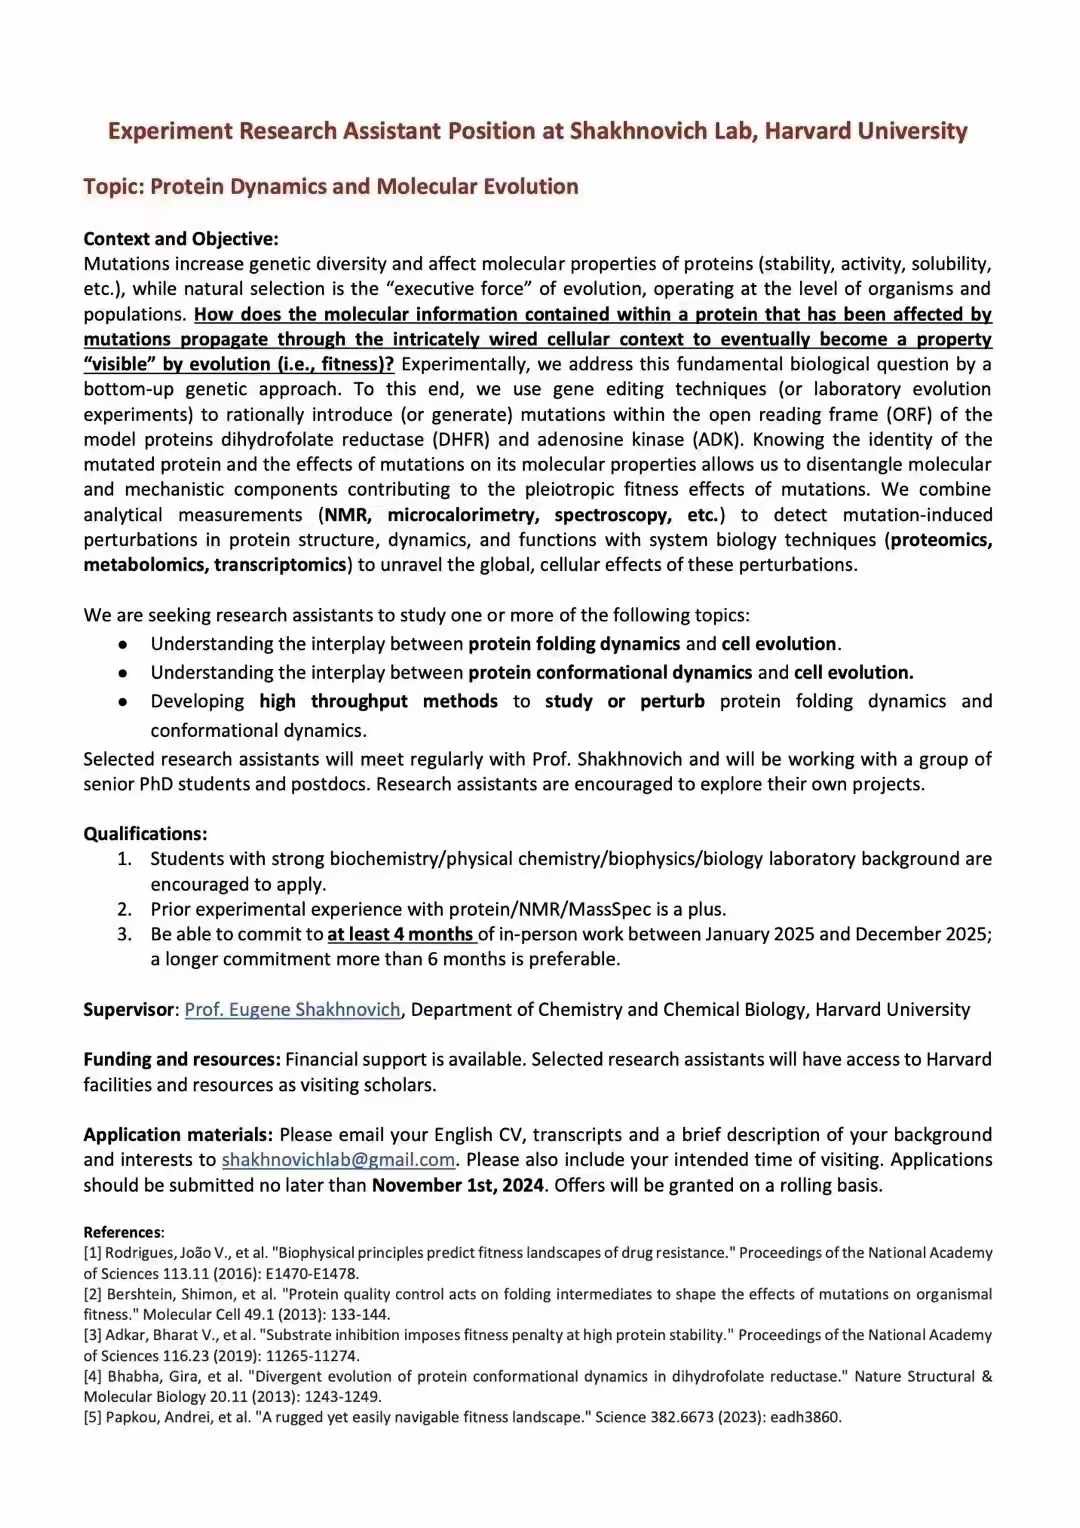 Experiment Research Assistant Position at Shakhnovich Lab, Harvard University
Topic: Protein Dynamics and Molecular Evolution
Context and Objective:
Mutations increase genetic diversity and affect molecular properties of proteins (stability, activity, solubility,
etc.), while natural selection is the “executive force” of evolution, operating at the level of organisms and
populations. How does the molecular information contained within a protein that has been affected by
mutations propagate through the intricately wired cellular context to eventually become a property
“visible” by evolution (i.e., fitness)? Experimentally, we address this fundamental biological question by a
bottom-up genetic approach. To this end, we use gene editing techniques (or laboratory evolution
experiments) to rationally introduce (or generate) mutations within the open reading frame (ORF) of the
model proteins dihydrofolate reductase (DHFR) and adenosine kinase (ADK). Knowing the identity of the
mutated protein and the effects of mutations on its molecular properties allows us to disentangle molecular
and mechanistic components contributing to the pleiotropic fitness effects of mutations. We combine
analytical measurements (NMR, microcalorimetry, spectroscopy, etc.) to detect mutation-induced
perturbations in protein structure, dynamics, and functions with system biology techniques (proteomics,
metabolomics, transcriptomics) to unravel the global, cellular effects of these perturbations.
We are seeking research assistants to study one or more of the following topics:
● Understanding the interplay between protein folding dynamics and cell evolution.
● Understanding the interplay between protein conformational dynamics and cell evolution.
● Developing high throughput methods to study or perturb protein folding dynamics and
conformational dynamics.
Selected research assistants will meet regularly with Prof. Shakhnovich and will be working with a group of
senior PhD students and postdocs. Research assistants are encouraged to explore their own projects.
Qualifications:
1. Students with strong biochemistry/physical chemistry/biophysics/biology laboratory background are
encouraged to apply.
2. Prior experimental experience with protein/NMR/MassSpec is a plus.
3. Be able to commit to at least 4 months of in-person work between January 2025 and December 2025;
a longer commitment more than 6 months is preferable.
Supervisor: Prof. Eugene Shakhnovich, Department of Chemistry and Chemical Biology, Harvard University
Funding and resources: Financial support is available. Selected research assistants will have access to Harvard
facilities and resources as visiting scholars.
Application materials: Please email your English CV, transcripts and a brief description of your background
and interests to shakhnovichlab@gmail.com. Please also include your intended time of visiting. Applications
should be submitted no later than November 1st, 2024. Offers will be granted on a rolling basis.
References:
[1] Rodrigues, João V., et al. "Biophysical principles predict fitness landscapes of drug resistance." Proceedings of the National Academy
of Sciences 113.11 (2016): E1470-E1478.
[2] Bershtein, Shimon, et al. "Protein quality control acts on folding intermediates to shape the effects of mutations on organismal
fitness." Molecular Cell 49.1 (2013): 133-144.
[3] Adkar, Bharat V., et al. "Substrate inhibition imposes fitness penalty at high protein stability." Proceedings of the National Academy
of Sciences 116.23 (2019): 11265-11274.
[4] Bhabha, Gira, et al. "Divergent evolution of protein conformational dynamics in dihydrofolate reductase." Nature Structural &
Molecular Biology 20.11 (2013): 1243-1249.
[5] Papkou, Andrei, et al. "A rugged yet easily navigable fitness landscape." Science 382.6673 (2023): eadh3860.